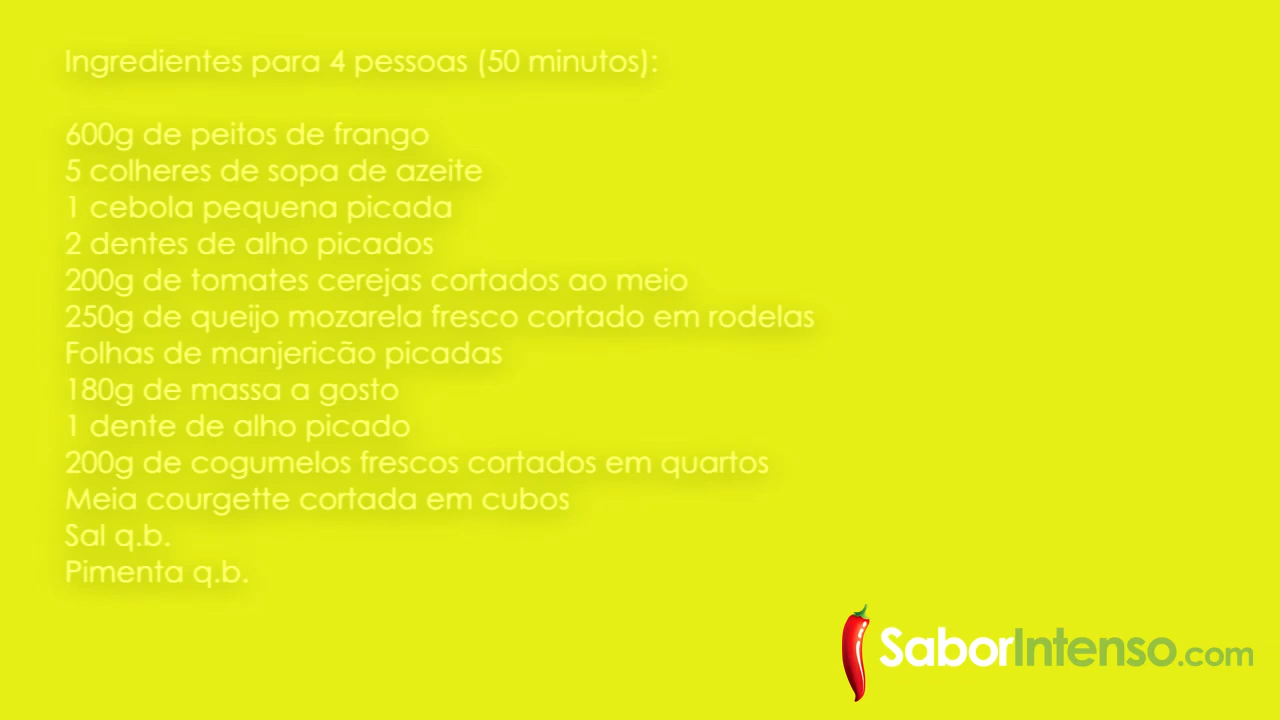 Ingredientes para 4 pessoas (50 minutos):
600g de peitos de frango
5 colheres de sopa de azeite
1 cebola pequena picada
2 dentes de alho picados
200g de tomates cerejas cortados ao meio
250g de queijo mozarela fresco cortado em rodelas
Folhas de manjericão picadas
180g de massa a gosto
1 dente de alho picado
200g de cogumelos frescos cortados em quartos
Meia courgette cortada em cubos
Sal q.b.
Pimenta q.b.
SaborIntenso.com